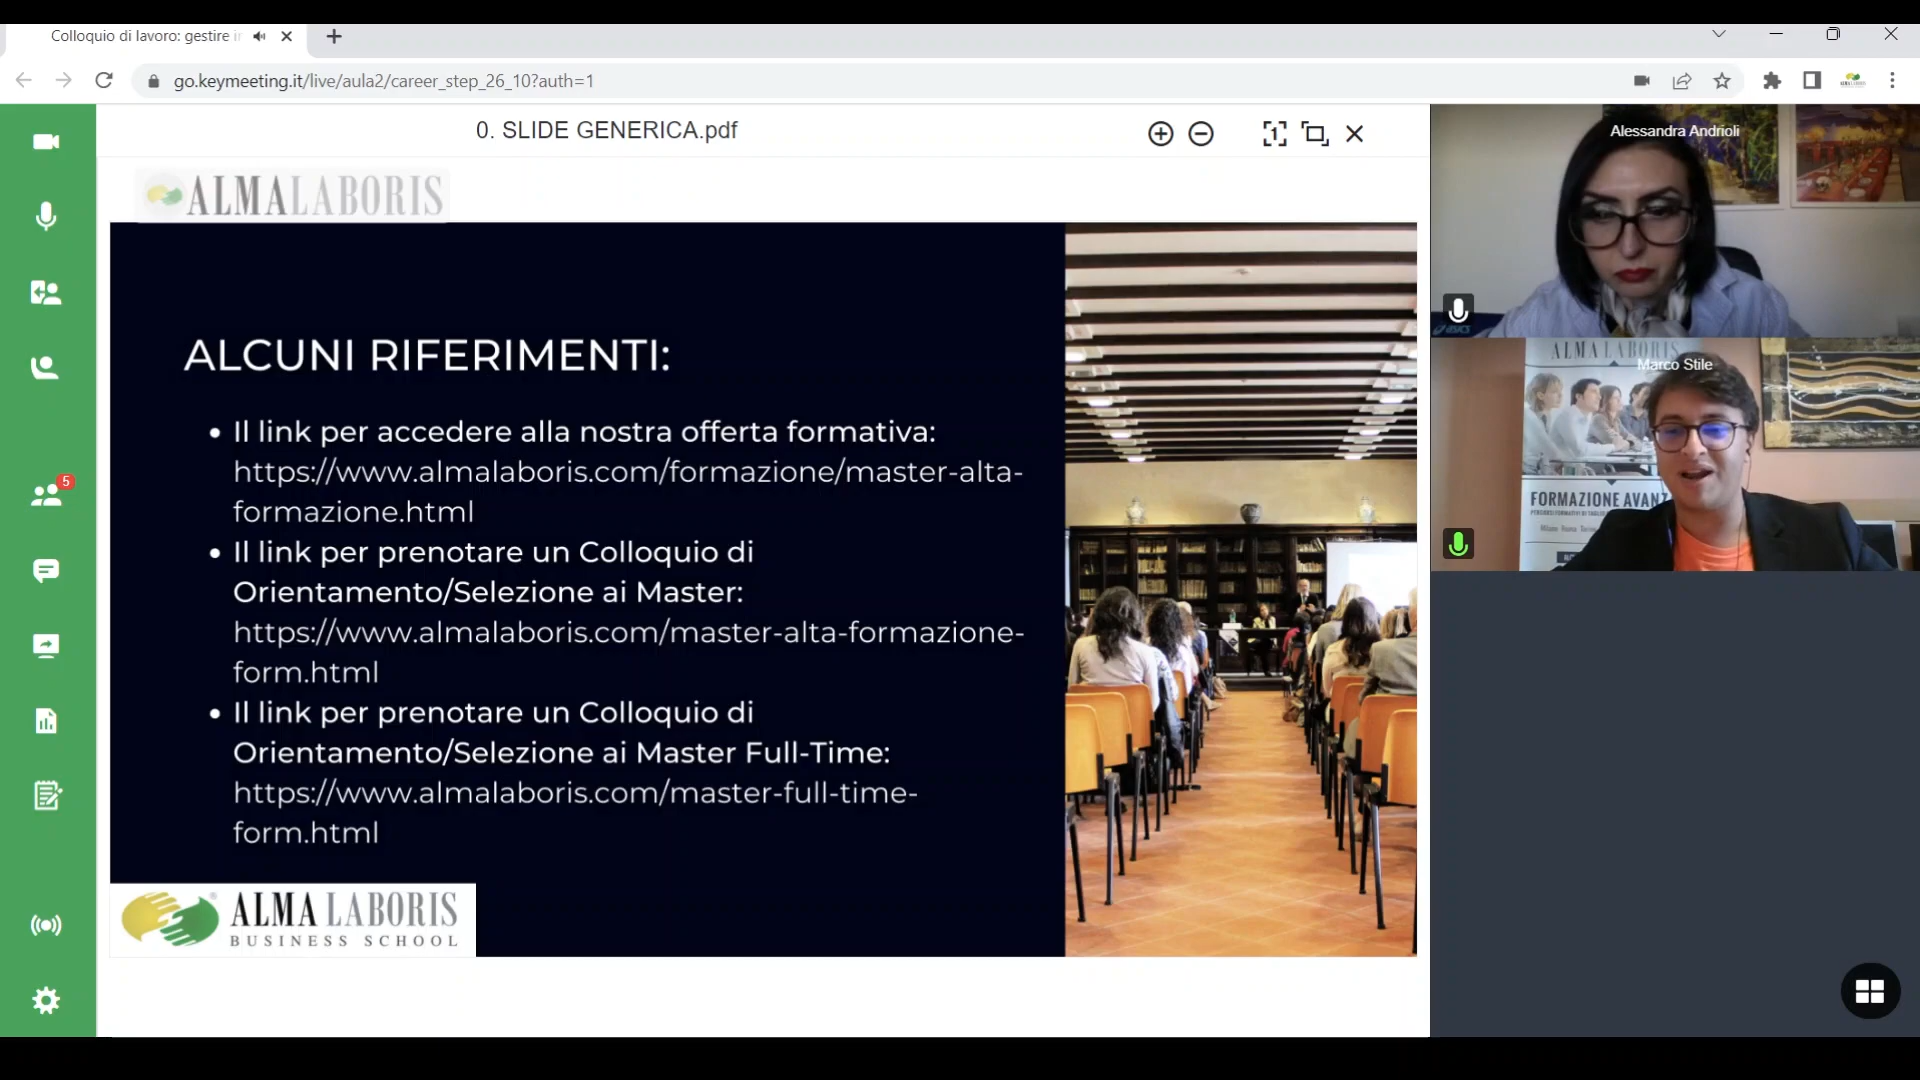 Colloquio di lavoro: gestire i
go.keymeeting.it/live/aula2/career_step_26_10?auth=1
0. SLIDE GENERICA.pdf
ALMALABORIS
ALCUNI RIFERIMENTI:
• Il link per accedere alla nostra offerta formativa:
https://www.almalaboris.com/formazione/master-alta-
formazione.html
• Il link per prenotare un Colloquio di
Orientamento/Selezione ai Master:
https://www.almalaboris.com/master-alta-formazione-
form.html
• Il link per prenotare un Colloquio di
Orientamento/Selezione ai Master Full-Time:
https://www.almalaboris.com/master-full-time-
form.html
ALMA LABORIS
BUSINESS SCHOOL
5
Alessandra Andrioli
asics
ALMA LABORIS
Marco Stile
FORMAZIONE AVANZ